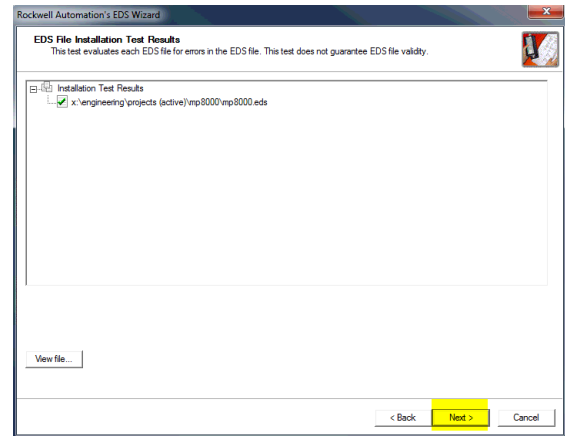 Rockwell Automation's EDS Wizard
EDS File Installation Test Results
This test evaluates each EDS file for errors in the EDS file. This test does not guarantee EDS file validity.
Installation Test Results
x:\engineering\projects (active)\mp8000\mp8000.eds
View file...
< Back Next > Cancel